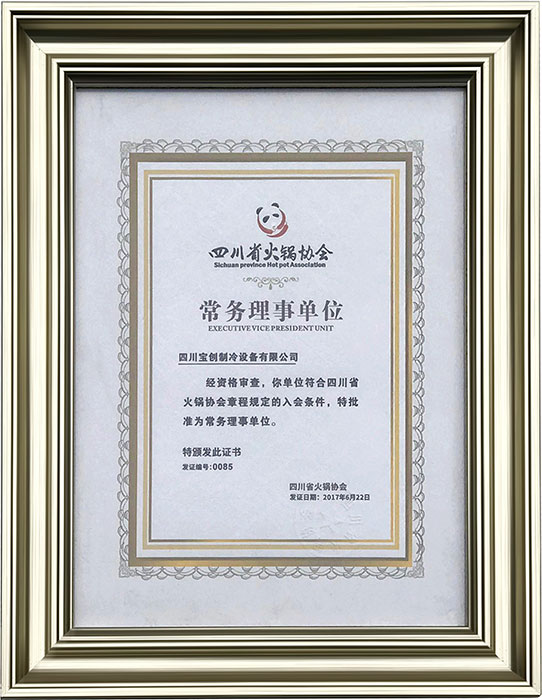 四川省火锅协会
Sichuan province Hot pot Association
常务理事单位
EXECUTIVE VICE PRESIDENT UNIT
四川宝创制冷设备有限公司
经资格审查，你单位符合四川省
火锅协会章程规定的入会条件，特批
准为常务理事单位。
特颁发此证书
发证编号:0085
四川省火锅协会
发证日期：2017年6月22日